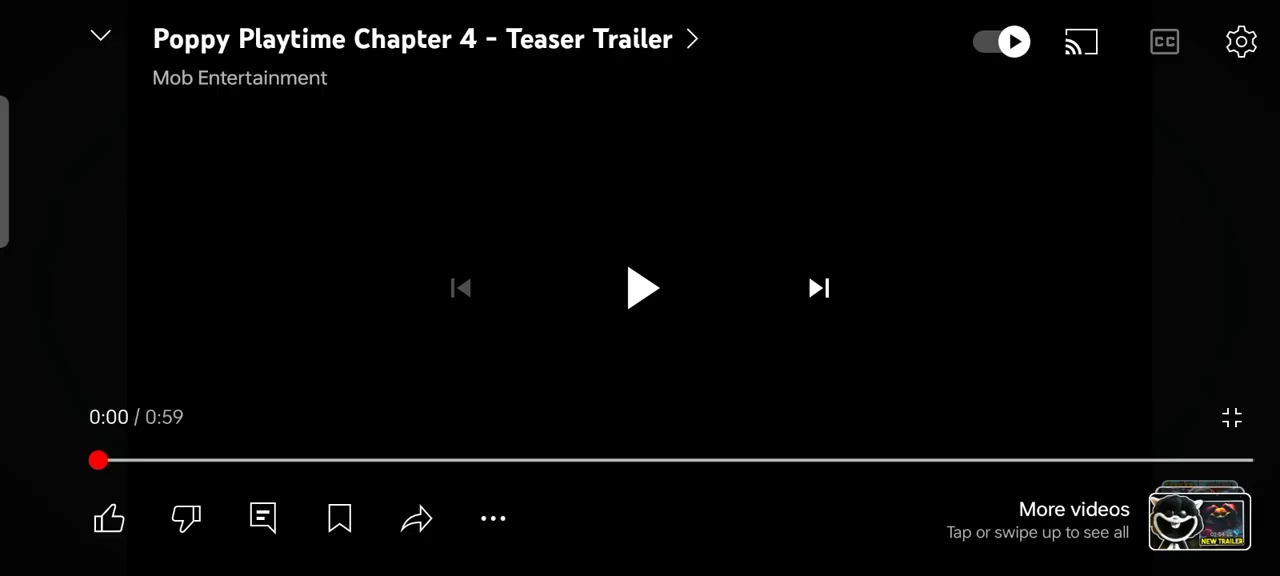 Poppy Playtime Chapter 4 - Teaser Trailer
Mob Entertainment
CC
0:00 / 0:59
More videos
Tap or swipe up to see all
NEW TRAILER